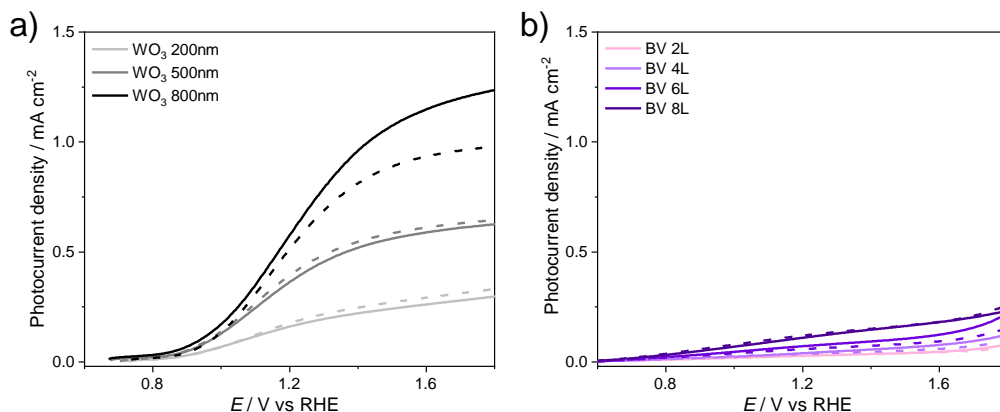 a)
WO₃ 200nm
WO₃ 500nm
WO₃ 800nm
Photocurrent density / mA cm⁻²
1.5
1.0
0.5
0.0
0.8 1.2 1.6
E / V vs RHE
b)
BV 2L
BV 4L
BV 6L
BV 8L
Photocurrent density / mA cm⁻²
1.5
1.0
0.5
0.0
0.8 1.2 1.6
E / V vs RHE